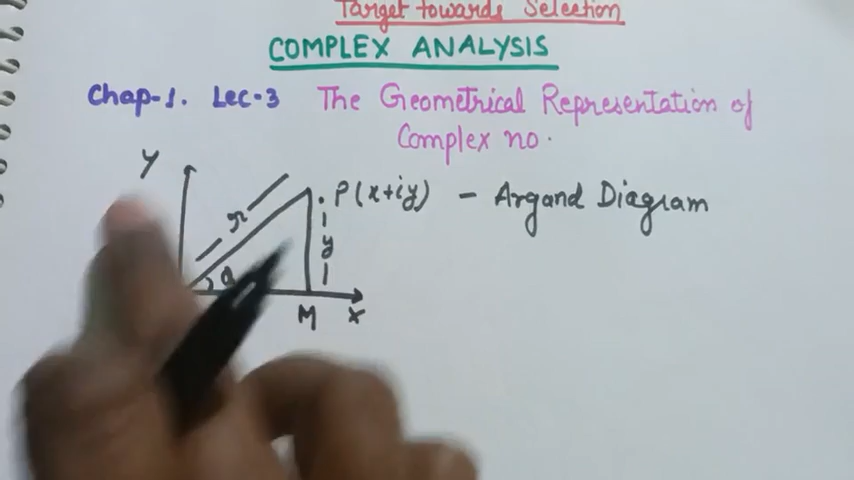 Target towards Selection
COMPLEX ANALYSIS
Chap-1. Lec-3 The Geometrical Representation of
Complex no.
Y
r
P(x+iy) - Argand Diagram
y
M X